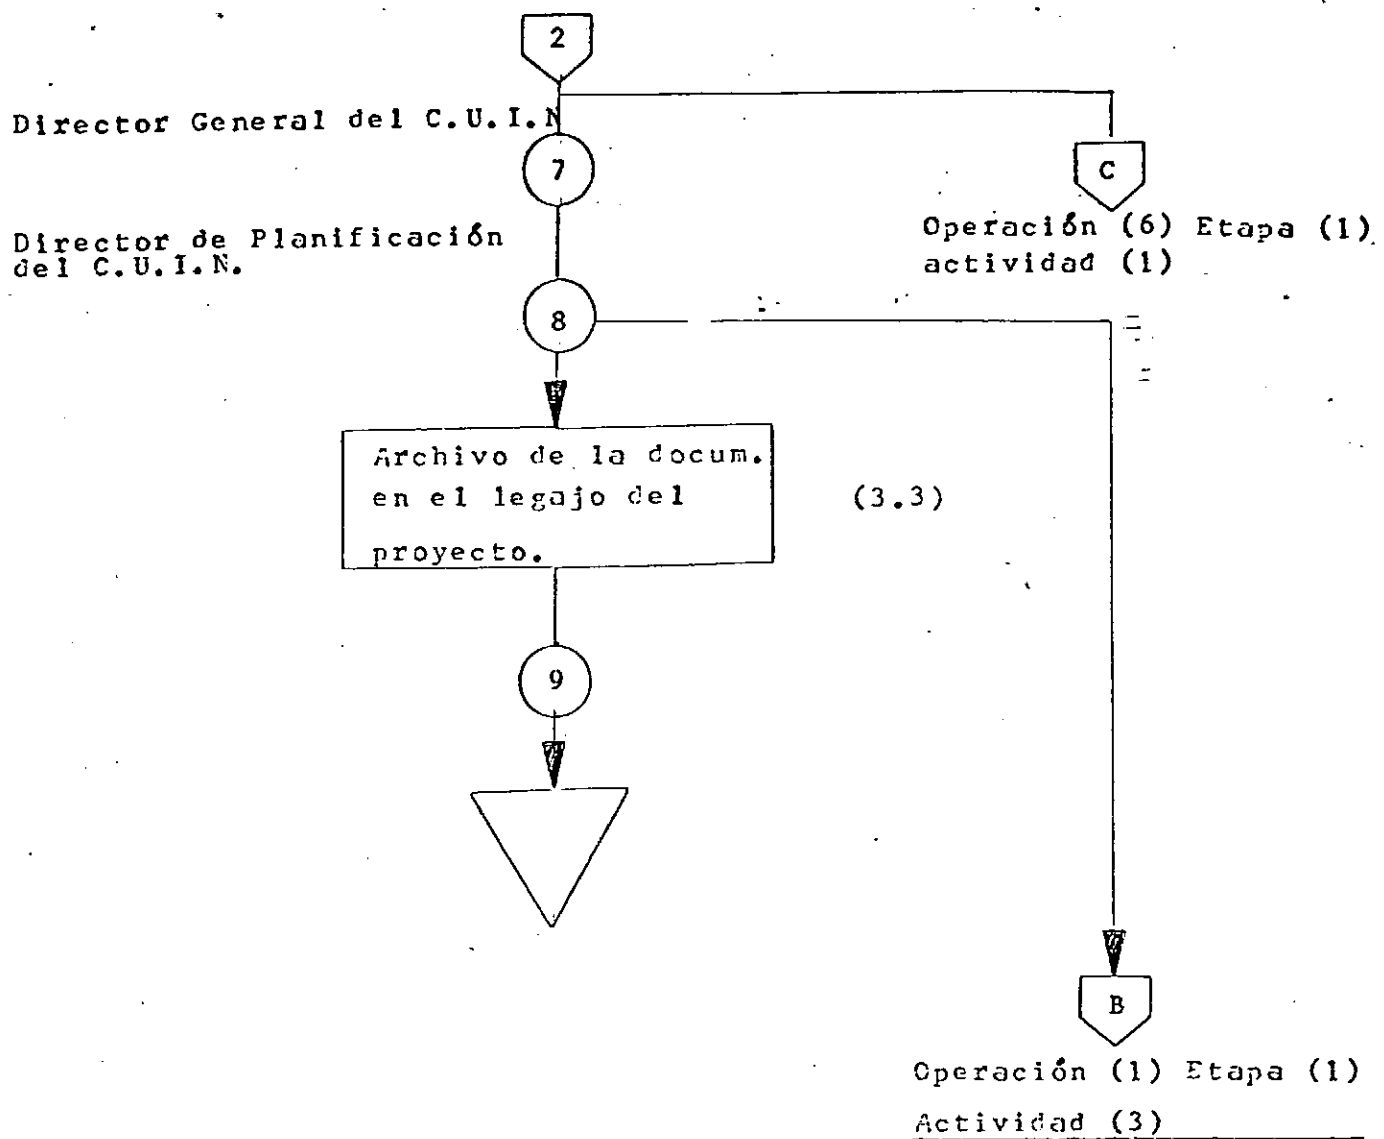 2
Director General del C.U.I.N
7
C
Operación (6) Etapa (1)
actividad (1)
Director de Planificación
del C.U.I.N.
8
Archivo de la docum.
en el legajo del
proyecto.
(3.3)
9
B
Operación (1) Etapa (1)
Actividad (3)